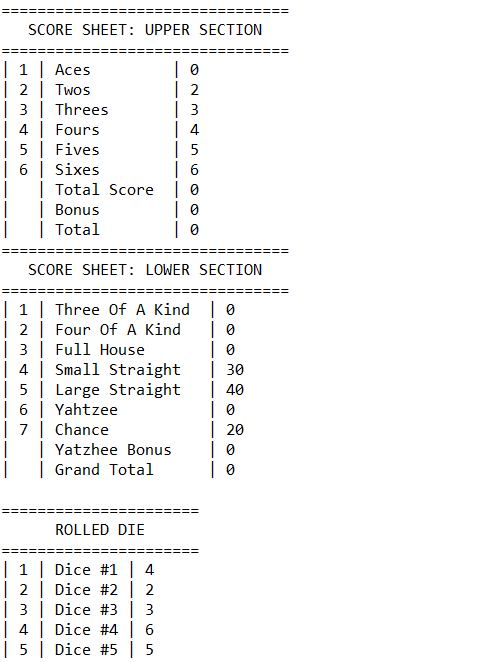 ================================
SCORE SHEET: UPPER SECTION
================================
| 1 | Aces | 0
| 2 | Twos | 2
| 3 | Threes | 3
| 4 | Fours | 4
| 5 | Fives | 5
| 6 | Sixes | 6
| | Total Score | 0
| | Bonus | 0
| | Total | 0
================================
SCORE SHEET: LOWER SECTION
================================
| 1 | Three Of A Kind | 0
| 2 | Four Of A Kind | 0
| 3 | Full House | 0
| 4 | Small Straight | 30
| 5 | Large Straight | 40
| 6 | Yahtzee | 0
| 7 | Chance | 20
| | Yatzhee Bonus | 0
| | Grand Total | 0
======================
ROLLED DIE
======================
| 1 | Dice #1 | 4
| 2 | Dice #2 | 2
| 3 | Dice #3 | 3
| 4 | Dice #4 | 6
| 5 | Dice #5 | 5